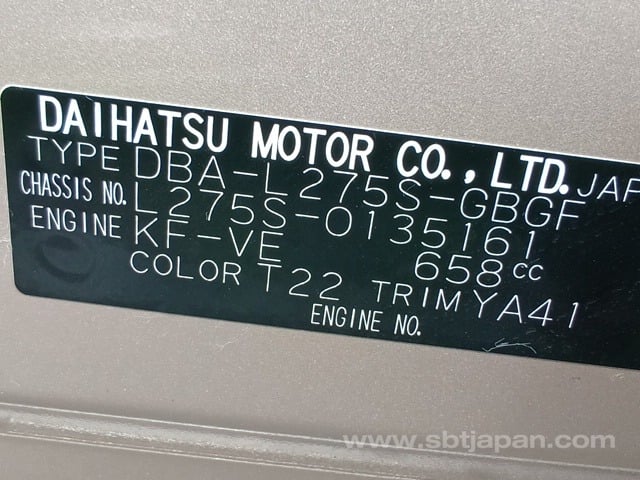 DAIHATSU MOTOR CO., LTD. JAP
TYPE DBA-L275S-GBGF
CHASSIS NO. L275S-0135161
ENGINE KF-VE 658cc
COLOR T22 TRIM YA41
ENGINE NO.
www.sbtjapan.com